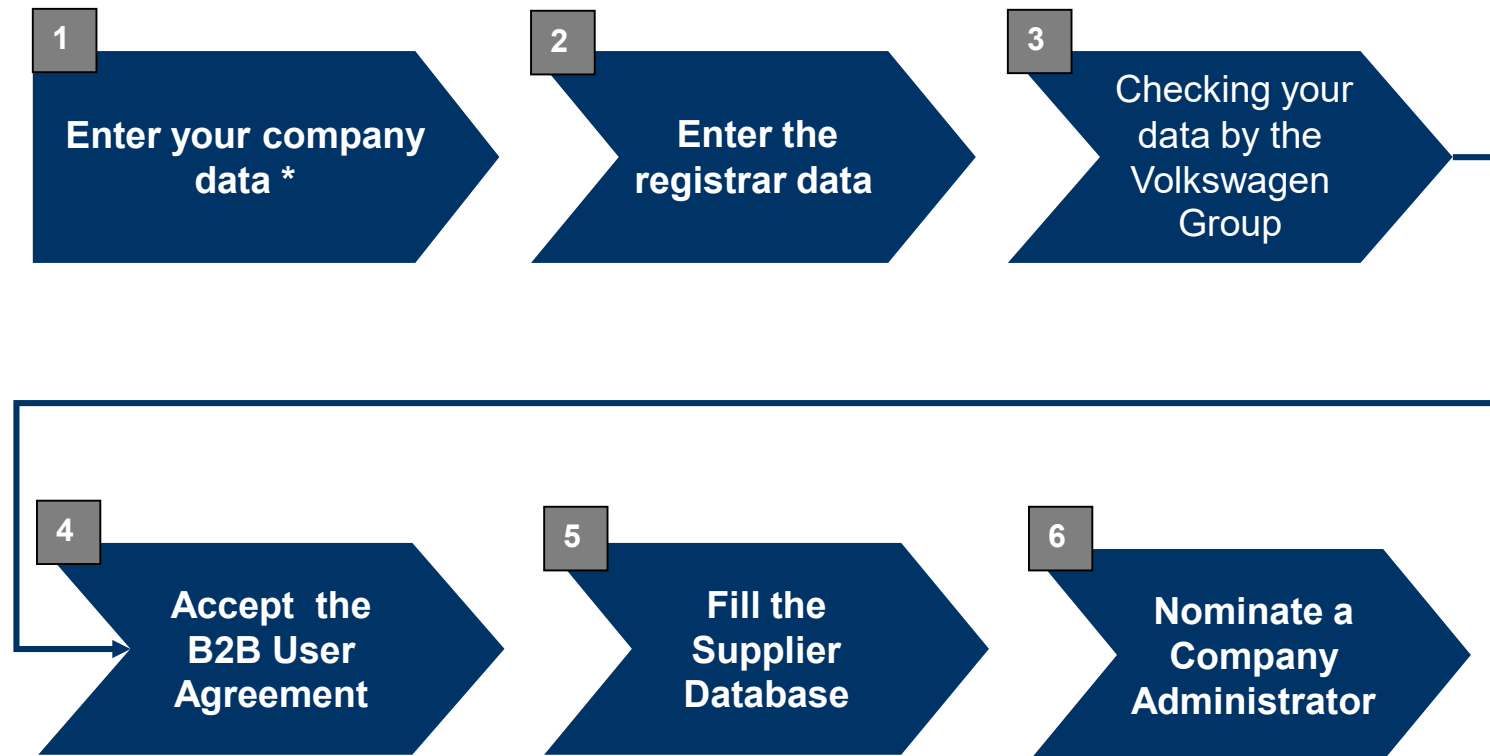 1
Enter your company
data *
2
Enter the
registrar data
3
Checking your
data by the
Volkswagen
Group
4
Accept  the
B2B User
Agreement
5
Fill the
Supplier
Database
6
Nominate a
Company
Administrator